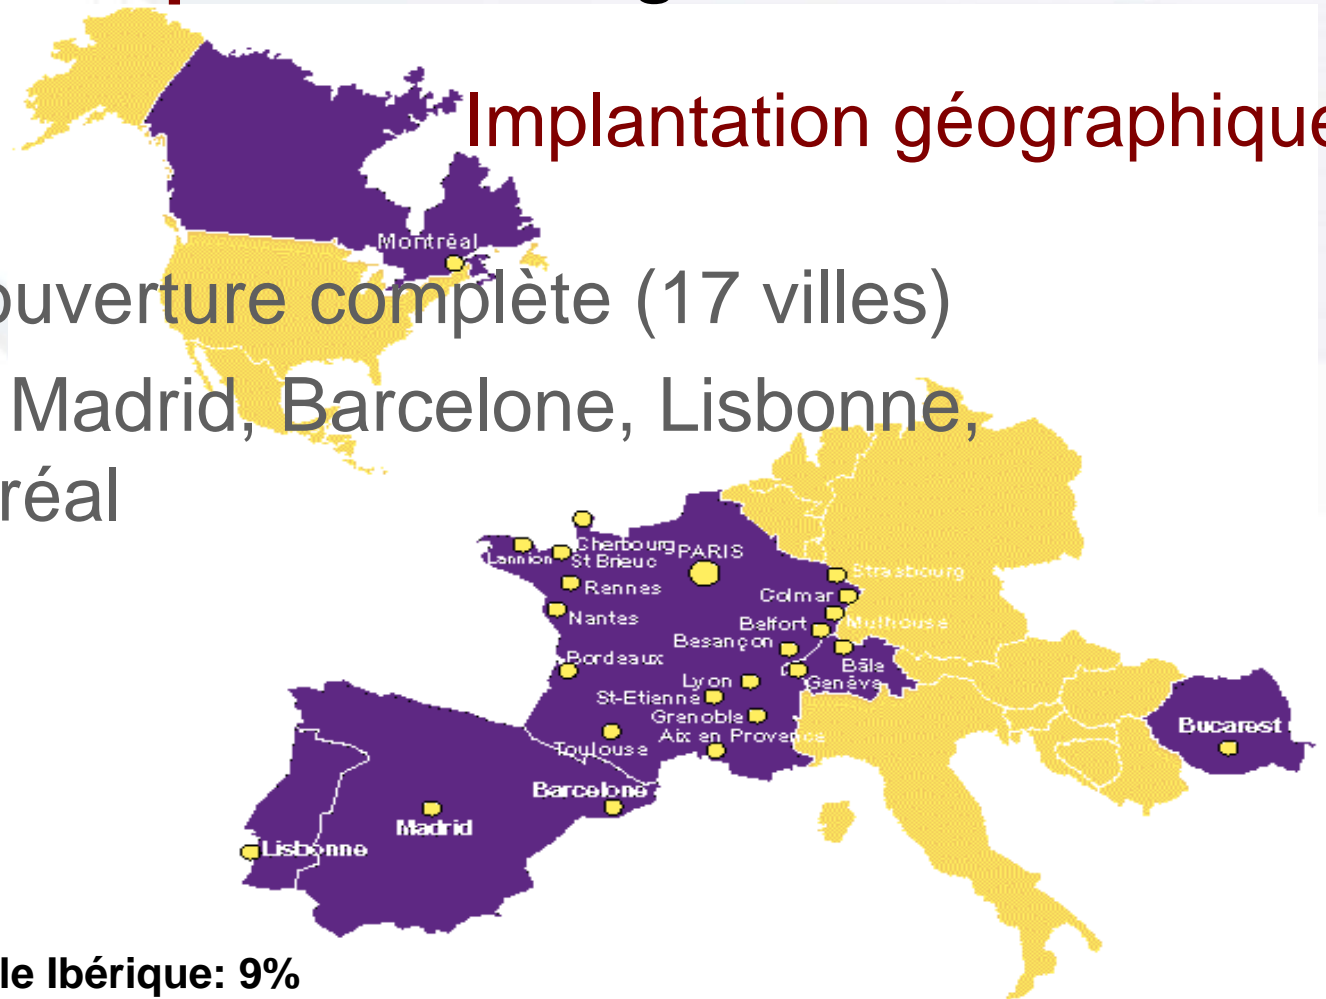 Implantation géographique
Montréal
ouverture complète (17 villes)
Madrid, Barcelone, Lisbonne,
réal
Cherbourg
PARIS
Lannion
St Brieuc
Strasbourg
Rennes
Colmar
Nantes
Belfort
Mulhouse
Besançon
Bordeaux
Bâle
Lyon
Genève
St-Etienne
Grenoble
Bucarest
Aix en Provence
Toulouse
Barcelone
Madrid
Lisbonne
le Ibérique: 9%